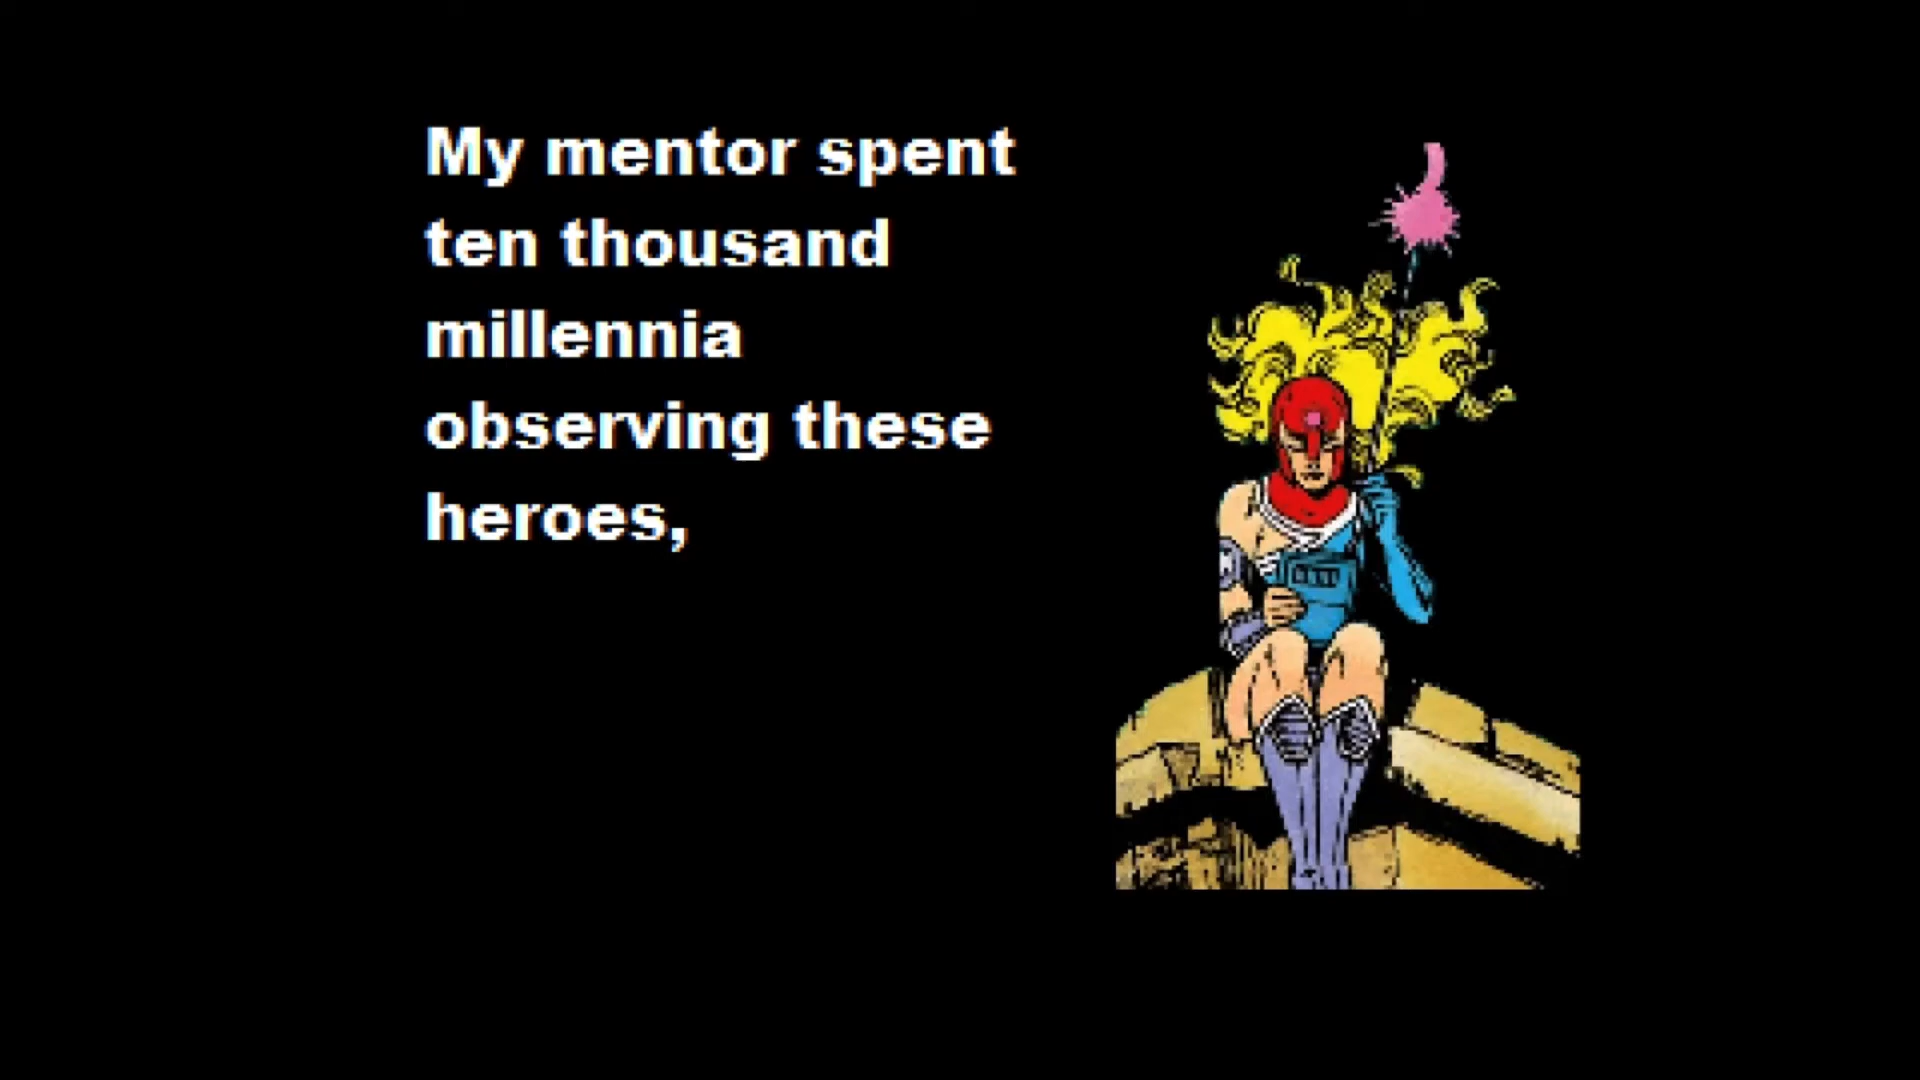 My mentor spent
ten thousand
millennia
observing these
heroes,